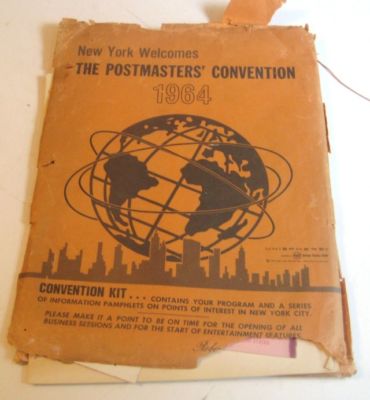 New York Welcomes
THE POSTMASTERS' CONVENTION
1964
CONVENTION KIT . . . CONTAINS YOUR PROGRAM AND A SERIES
OF INFORMATION PAMPHLETS ON POINTS OF INTEREST IN NEW YORK CITY.
PLEASE MAKE IT A POINT TO BE ON TIME FOR THE OPENING OF ALL
BUSINESS SESSIONS AND FOR THE START OF ENTERTAINMENT FEATURES.